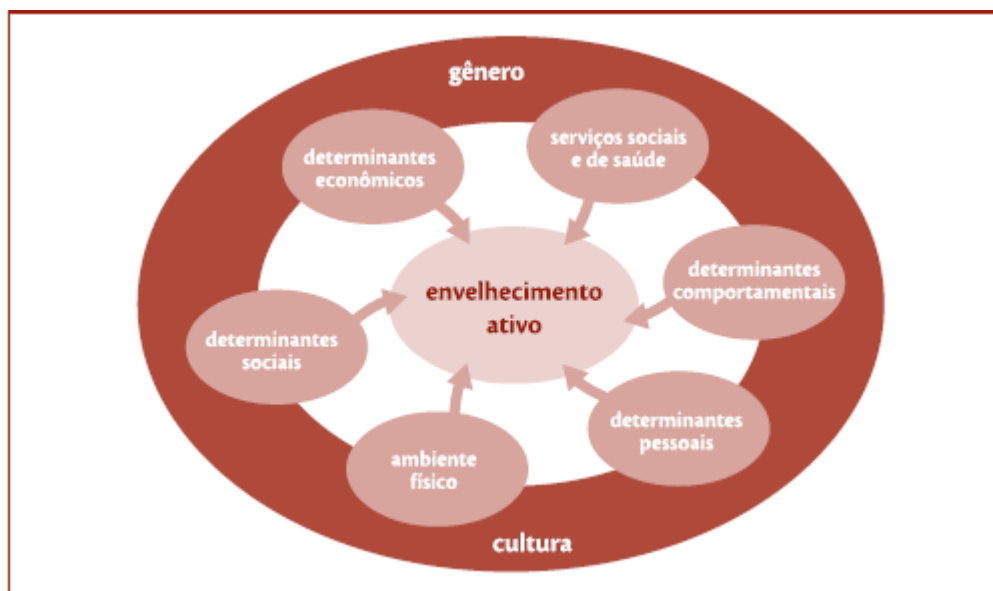 gênero
determinantes
econômicos
serviços sociais
e de saúde
envelhecimento
ativo
determinantes
comportamentais
determinantes
sociais
ambiente
físico
determinantes
pessoais
cultura